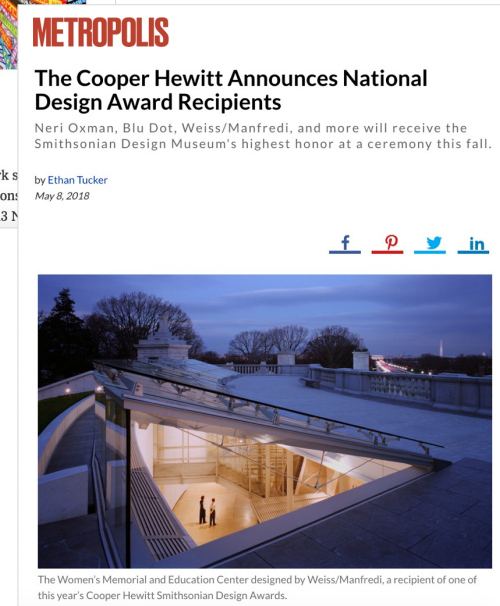 METROPOLIS
The Cooper Hewitt Announces National
Design Award Recipients
Neri Oxman, Blu Dot, Weiss/Manfredi, and more will receive the
Smithsonian Design Museum's highest honor at a ceremony this fall.
by Ethan Tucker
May 8, 2018
The Women's Memorial and Education Center designed by Weiss/Manfredi, a recipient of one of
this year's Cooper Hewitt Smithsonian Design Awards.